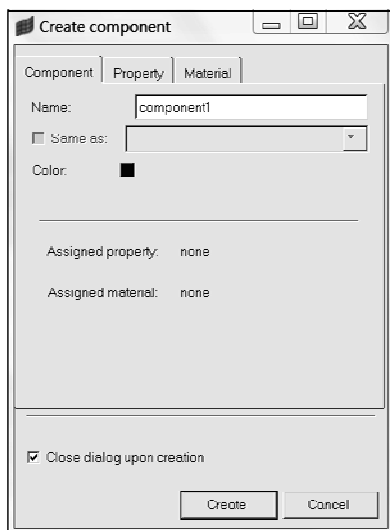 Create component
Component Property Material
Name: component1
Same as:
Color:
Assigned property: none
Assigned material: none
Close dialog upon creation
Create Cancel